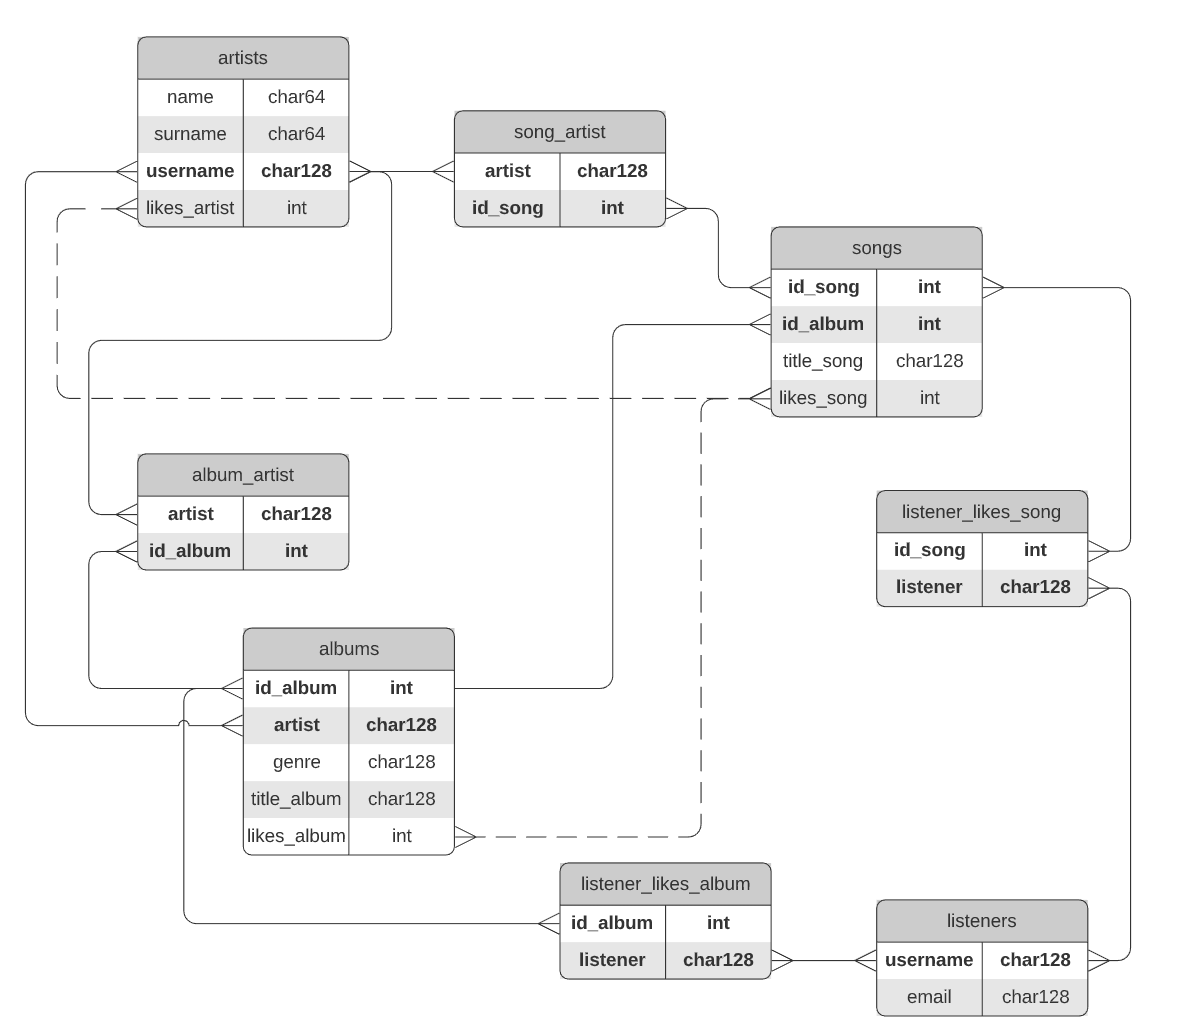 artists
name char64
surname char64
username char128
likes_artist int
song_artist
artist char128
id_song int
songs
id_song int
id_album int
title_song char128
likes_song int
album_artist
artist char128
id_album int
listener_likes_song
id_song int
listener char128
albums
id_album int
artist char128
genre char128
title_album char128
likes_album int
listener_likes_album
id_album int
listener char128
listeners
username char128
email char128